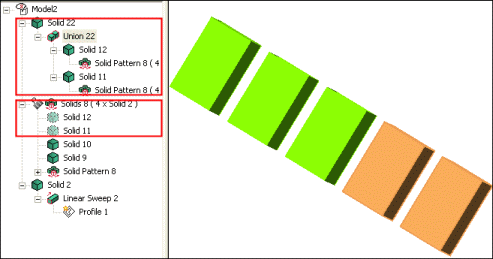 Model2
Solid 22
Union 22
Solid 12
Solid Pattern 8 ( 4
Solid 11
Solid Pattern 8 ( 4
Solids 8 ( 4 x Solid 2 )
Solid 12
Solid 11
Solid 10
Solid 9
Solid Pattern 8
Solid 2
Linear Sweep 2
Profile 1